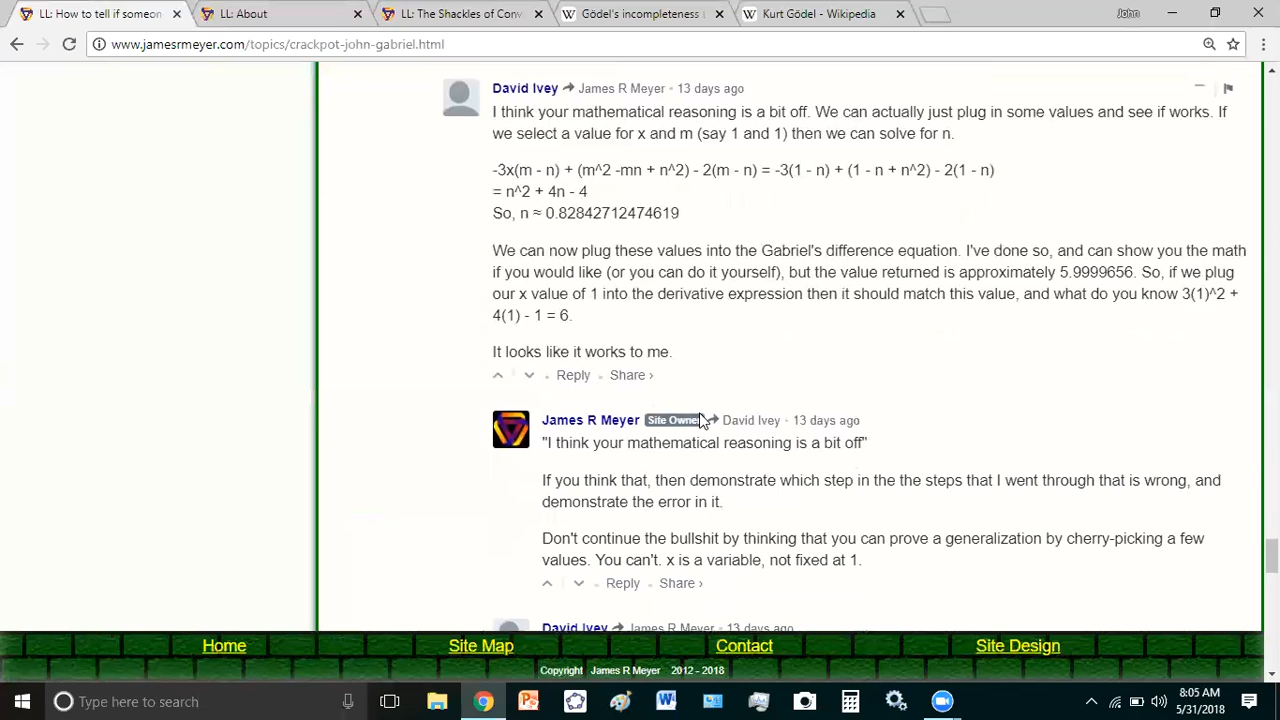 LL: How to tell if someon
LL: About
LL: The Shackles of Conv
Gödel's incompleteness
Kurt Gödel - Wikipedia
John
www.jamesrmeyer.com/topics/crackpot-john-gabriel.html
David Ivey James R Meyer · 13 days ago
I think your mathematical reasoning is a bit off. We can actually just plug in some values and see if works. If
we select a value for x and m (say 1 and 1) then we can solve for n.
-3x(m - n) + (m^2 -mn + n^2) - 2(m - n) = -3(1 - n) + (1 - n + n^2) - 2(1 - n)
= n^2 + 4n - 4
So, n ≈ 0.82842712474619
We can now plug these values into the Gabriel's difference equation. I've done so, and can show you the math
if you would like (or you can do it yourself), but the value returned is approximately 5.9999656. So, if we plug
our x value of 1 into the derivative expression then it should match this value, and what do you know 3(1)^2 +
4(1) - 1 = 6.
It looks like it works to me.
Reply Share ›
James R Meyer Site Owner David Ivey · 13 days ago
"I think your mathematical reasoning is a bit off"
If you think that, then demonstrate which step in the the steps that I went through that is wrong, and
demonstrate the error in it.
Don't continue the bullshit by thinking that you can prove a generalization by cherry-picking a few
values. You can't. x is a variable, not fixed at 1.
Reply Share ›
David Ivey James R Meyer · 13 days ago
Home Site Map Contact Site Design
Copyright James R Meyer 2012 - 2018
Type here to search
8:05 AM
5/31/2018